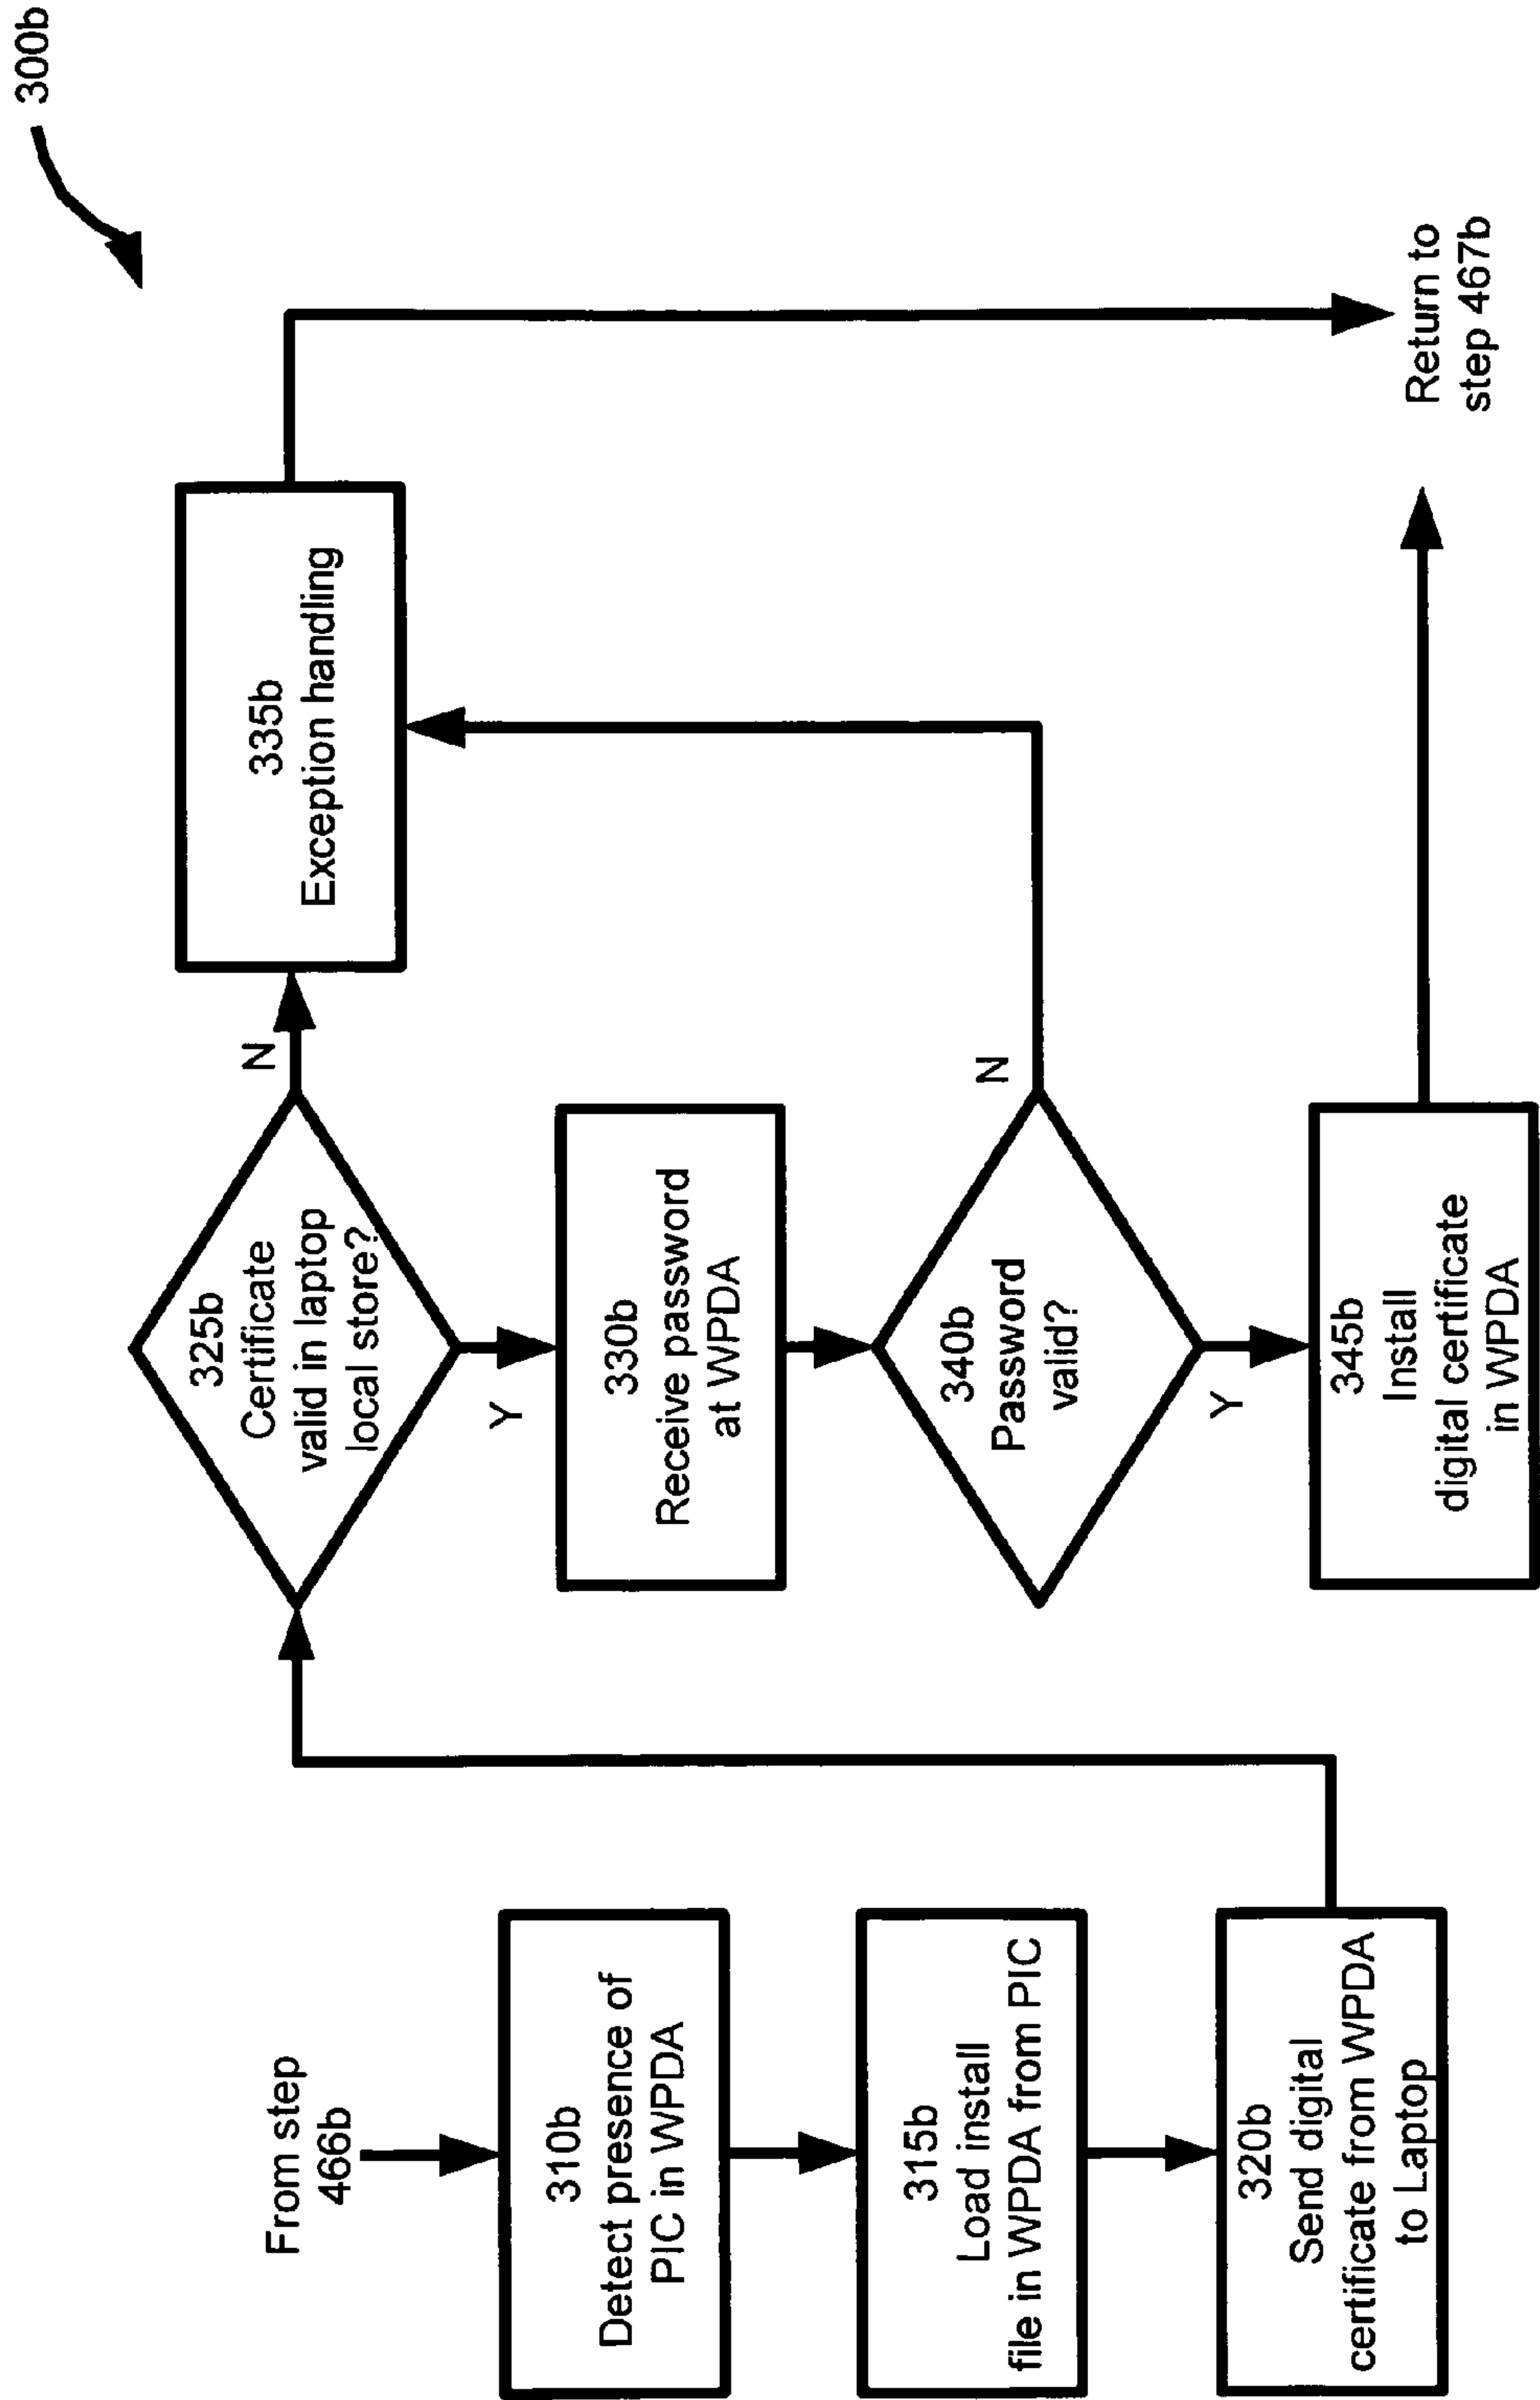 300b
From step
466b
310b
Detect presence of
PIC in WPDA
315b
Load install
file in WPDA from PIC
320b
Send digital
certificate from WPDA
to Laptop
325b
Certificate
valid in laptop
local store?
N
Y
330b
Receive password
at WPDA
340b
Password
valid?
N
Y
345b
Install
digital certificate
in WPDA
335b
Exception handling
Return to
step 467b